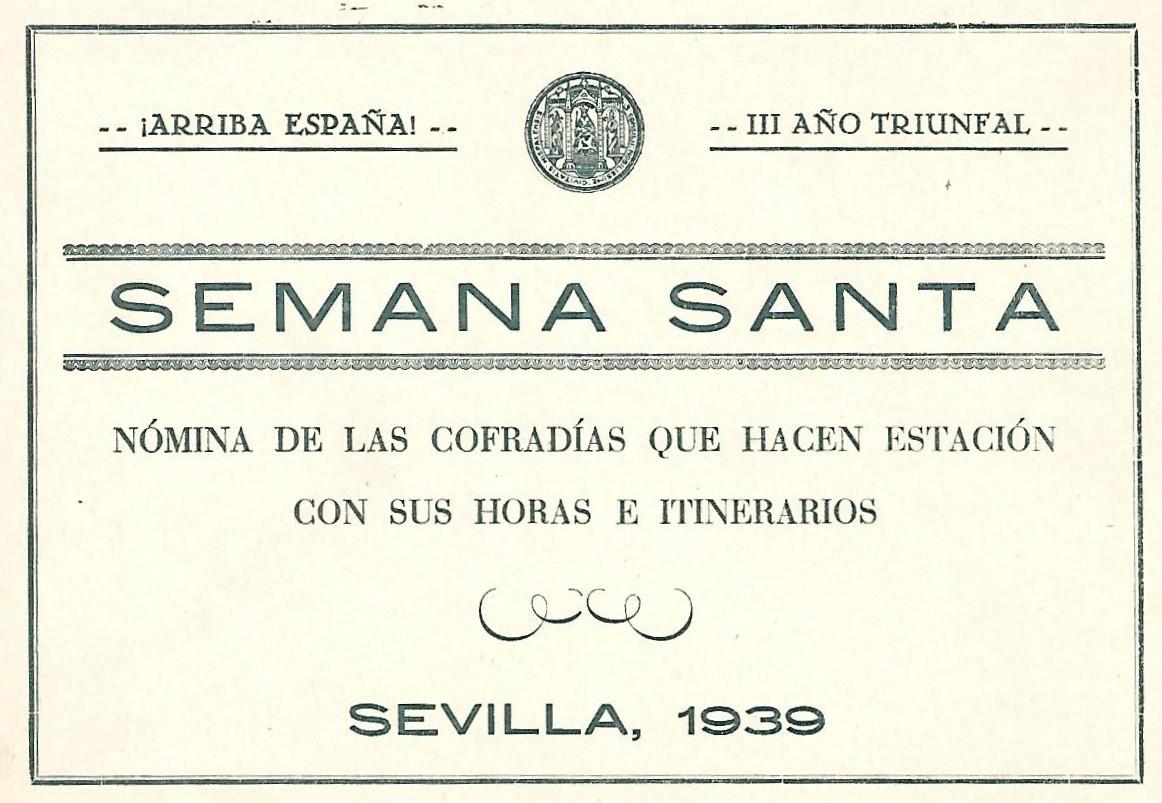 -- ¡ARRIBA ESPAÑA! --
-- III AÑO TRIUNFAL --
SEMANA SANTA
NÓMINA DE LAS COFRADÍAS QUE HACEN ESTACIÓN
CON SUS HORAS E ITINERARIOS
SEVILLA, 1939